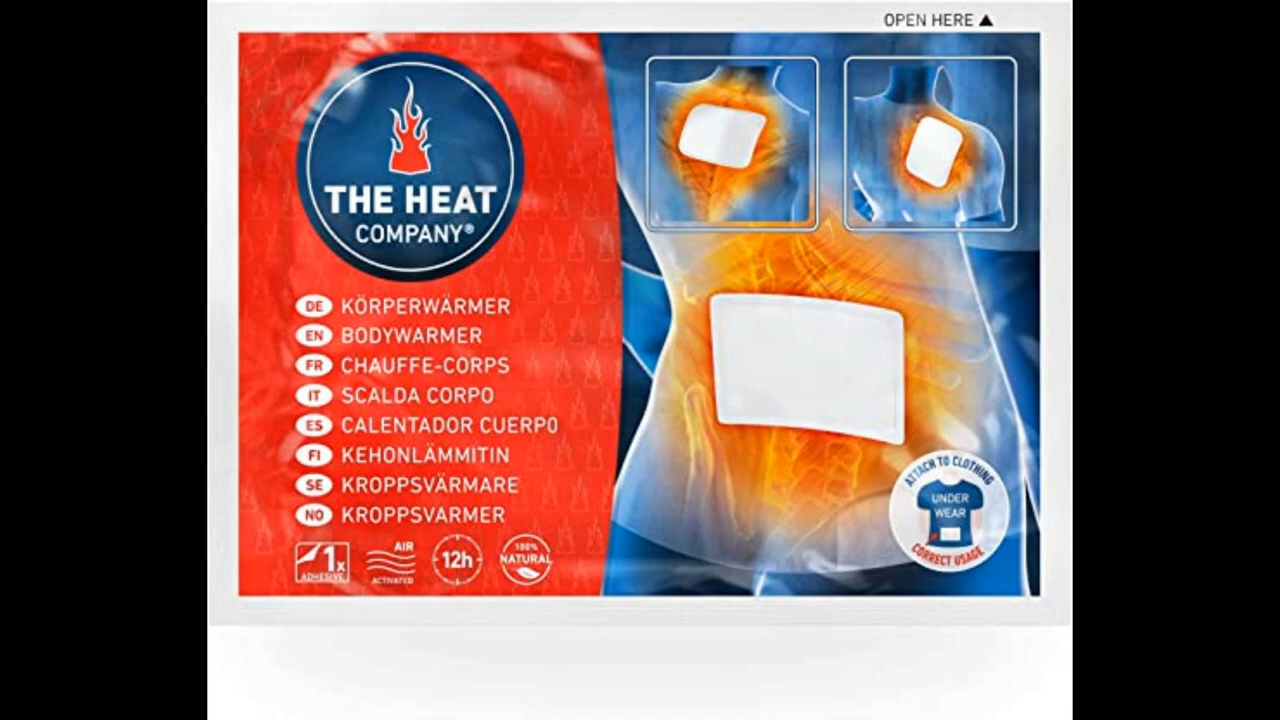 OPEN HERE ▲
THE HEAT
COMPANY®
DE KÖRPERWÄRMER
EN BODYWARMER
FR CHAUFFE-CORPS
IT SCALDA CORPO
ES CALENTADOR CUERPO
FI KEHONLÄMMITIN
SE KROPPSVÄRMARE
NO KROPPSVARMER
1x
ADHESIVE
AIR
ACTIVATED
12h
100%
NATURAL
ATTACH TO CLOTHING
UNDER
WEAR
CORRECT USAGE